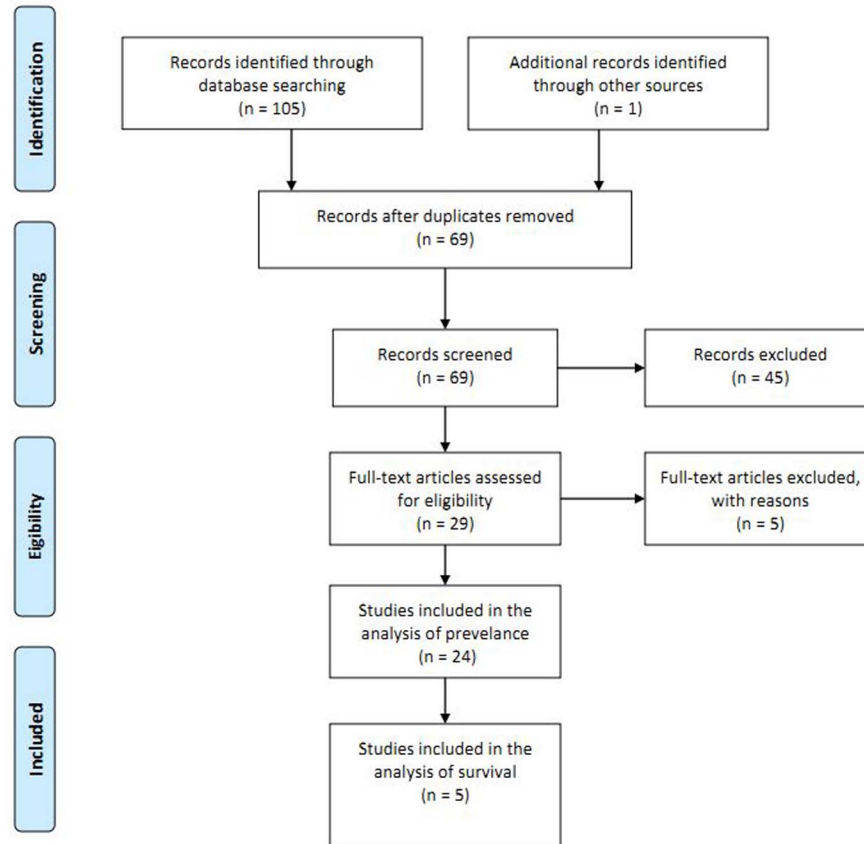 Identification
Records identified through
database searching
(n = 105)
Additional records identified
through other sources
(n = 1)
Records after duplicates removed
(n = 69)
Screening
Records screened
(n = 69)
Records excluded
(n = 45)
Eigibility
Full-text articles assessed
for eligibility
(n = 29)
Full-text articles excluded,
with reasons
(n = 5)
Studies included in the
analysis of prevelance
(n = 24)
Included
Studies included in the
analysis of survival
(n = 5)